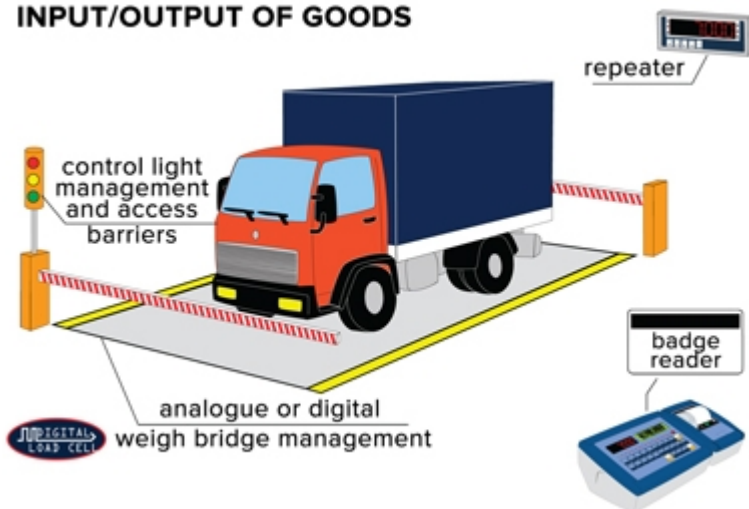 INPUT/OUTPUT OF GOODS
repeater
control light
management
and access
barriers
badge
reader
analogue or digital
weigh bridge management
DIGITAL
LOAD CELL